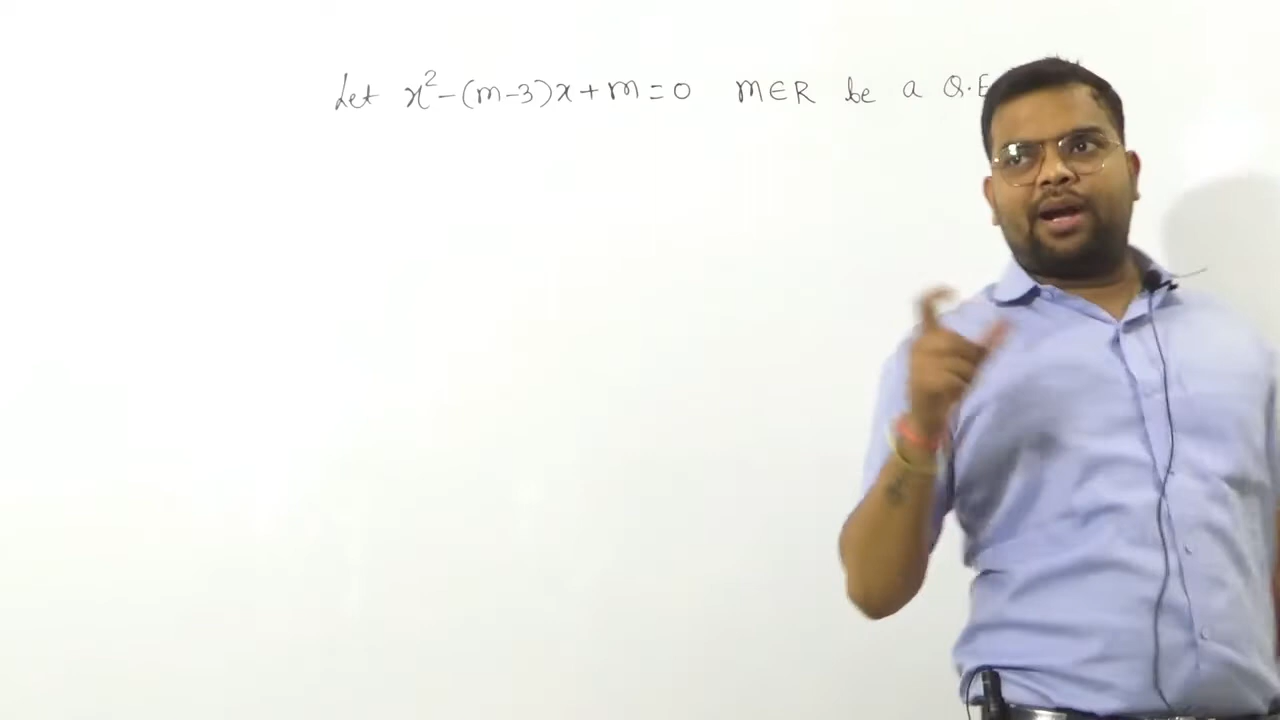 Let x²-(m-3)x+m=0 m∈R be a Q.E